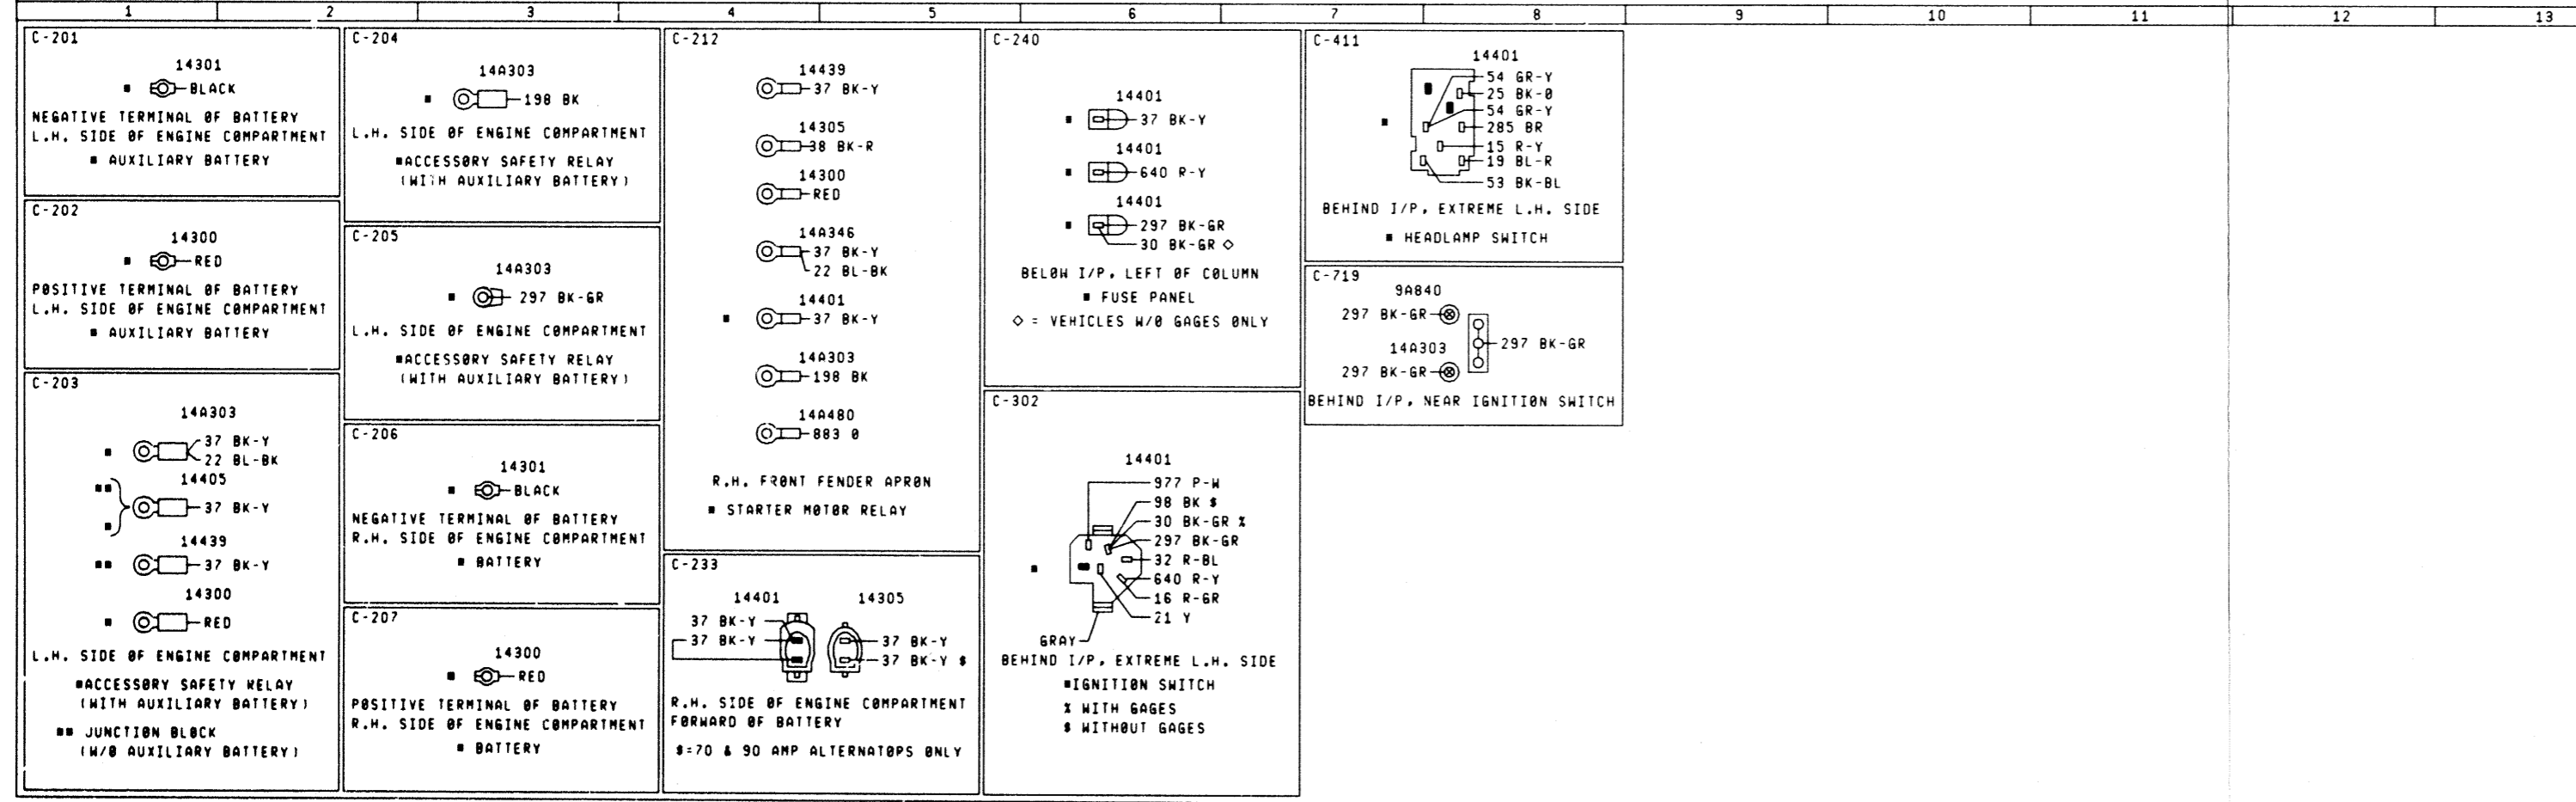 1 2 3 4 5 6 7 8 9 10 11 12 13
C-201
14301
BLACK
NEGATIVE TERMINAL OF BATTERY
L.H. SIDE OF ENGINE COMPARTMENT
■ AUXILIARY BATTERY
C-202
14300
RED
POSITIVE TERMINAL OF BATTERY
L.H. SIDE OF ENGINE COMPARTMENT
■ AUXILIARY BATTERY
C-203
14A303
37 BK-Y
22 BL-BK
14405
37 BK-Y
14439
37 BK-Y
14300
RED
L.H. SIDE OF ENGINE COMPARTMENT
■ACCESSORY SAFETY RELAY
(WITH AUXILIARY BATTERY)
■■ JUNCTION BLOCK
(W/O AUXILIARY BATTERY)
C-204
14A303
198 BK
L.H. SIDE OF ENGINE COMPARTMENT
■ACCESSORY SAFETY RELAY
(WITH AUXILIARY BATTERY)
C-205
14A303
297 BK-GR
L.H. SIDE OF ENGINE COMPARTMENT
■ACCESSORY SAFETY RELAY
(WITH AUXILIARY BATTERY)
C-206
14301
BLACK
NEGATIVE TERMINAL OF BATTERY
R.H. SIDE OF ENGINE COMPARTMENT
■ BATTERY
C-207
14300
RED
POSITIVE TERMINAL OF BATTERY
R.H. SIDE OF ENGINE COMPARTMENT
■ BATTERY
C-212
14439
37 BK-Y
14305
38 BK-R
14300
RED
14A346
37 BK-Y
22 BL-BK
14401
37 BK-Y
14A303
198 BK
14A480
883 O
R.H. FRONT FENDER APRON
■ STARTER MOTOR RELAY
C-233
14401 14305
37 BK-Y
37 BK-Y 37 BK-Y
37 BK-Y $
R.H. SIDE OF ENGINE COMPARTMENT
FORWARD OF BATTERY
$=70 & 90 AMP ALTERNATOPS ONLY
C-240
14401
37 BK-Y
14401
640 R-Y
14401
297 BK-GR
30 BK-GR ◇
BELOW I/P, LEFT OF COLUMN
■ FUSE PANEL
◇ = VEHICLES W/O GAGES ONLY
C-302
14401
977 P-W
98 BK $
30 BK-GR %
297 BK-GR
32 R-BL
640 R-Y
16 R-GR
21 Y
GRAY
BEHIND I/P, EXTREME L.H. SIDE
■IGNITION SWITCH
% WITH GAGES
$ WITHOUT GAGES
C-411
14401
54 GR-Y
25 BK-O
54 GR-Y
285 BR
15 R-Y
19 BL-R
53 BK-BL
BEHIND I/P, EXTREME L.H. SIDE
■ HEADLAMP SWITCH
C-719
9A840
297 BK-GR
297 BK-GR
14A303
297 BK-GR
BEHIND I/P, NEAR IGNITION SWITCH